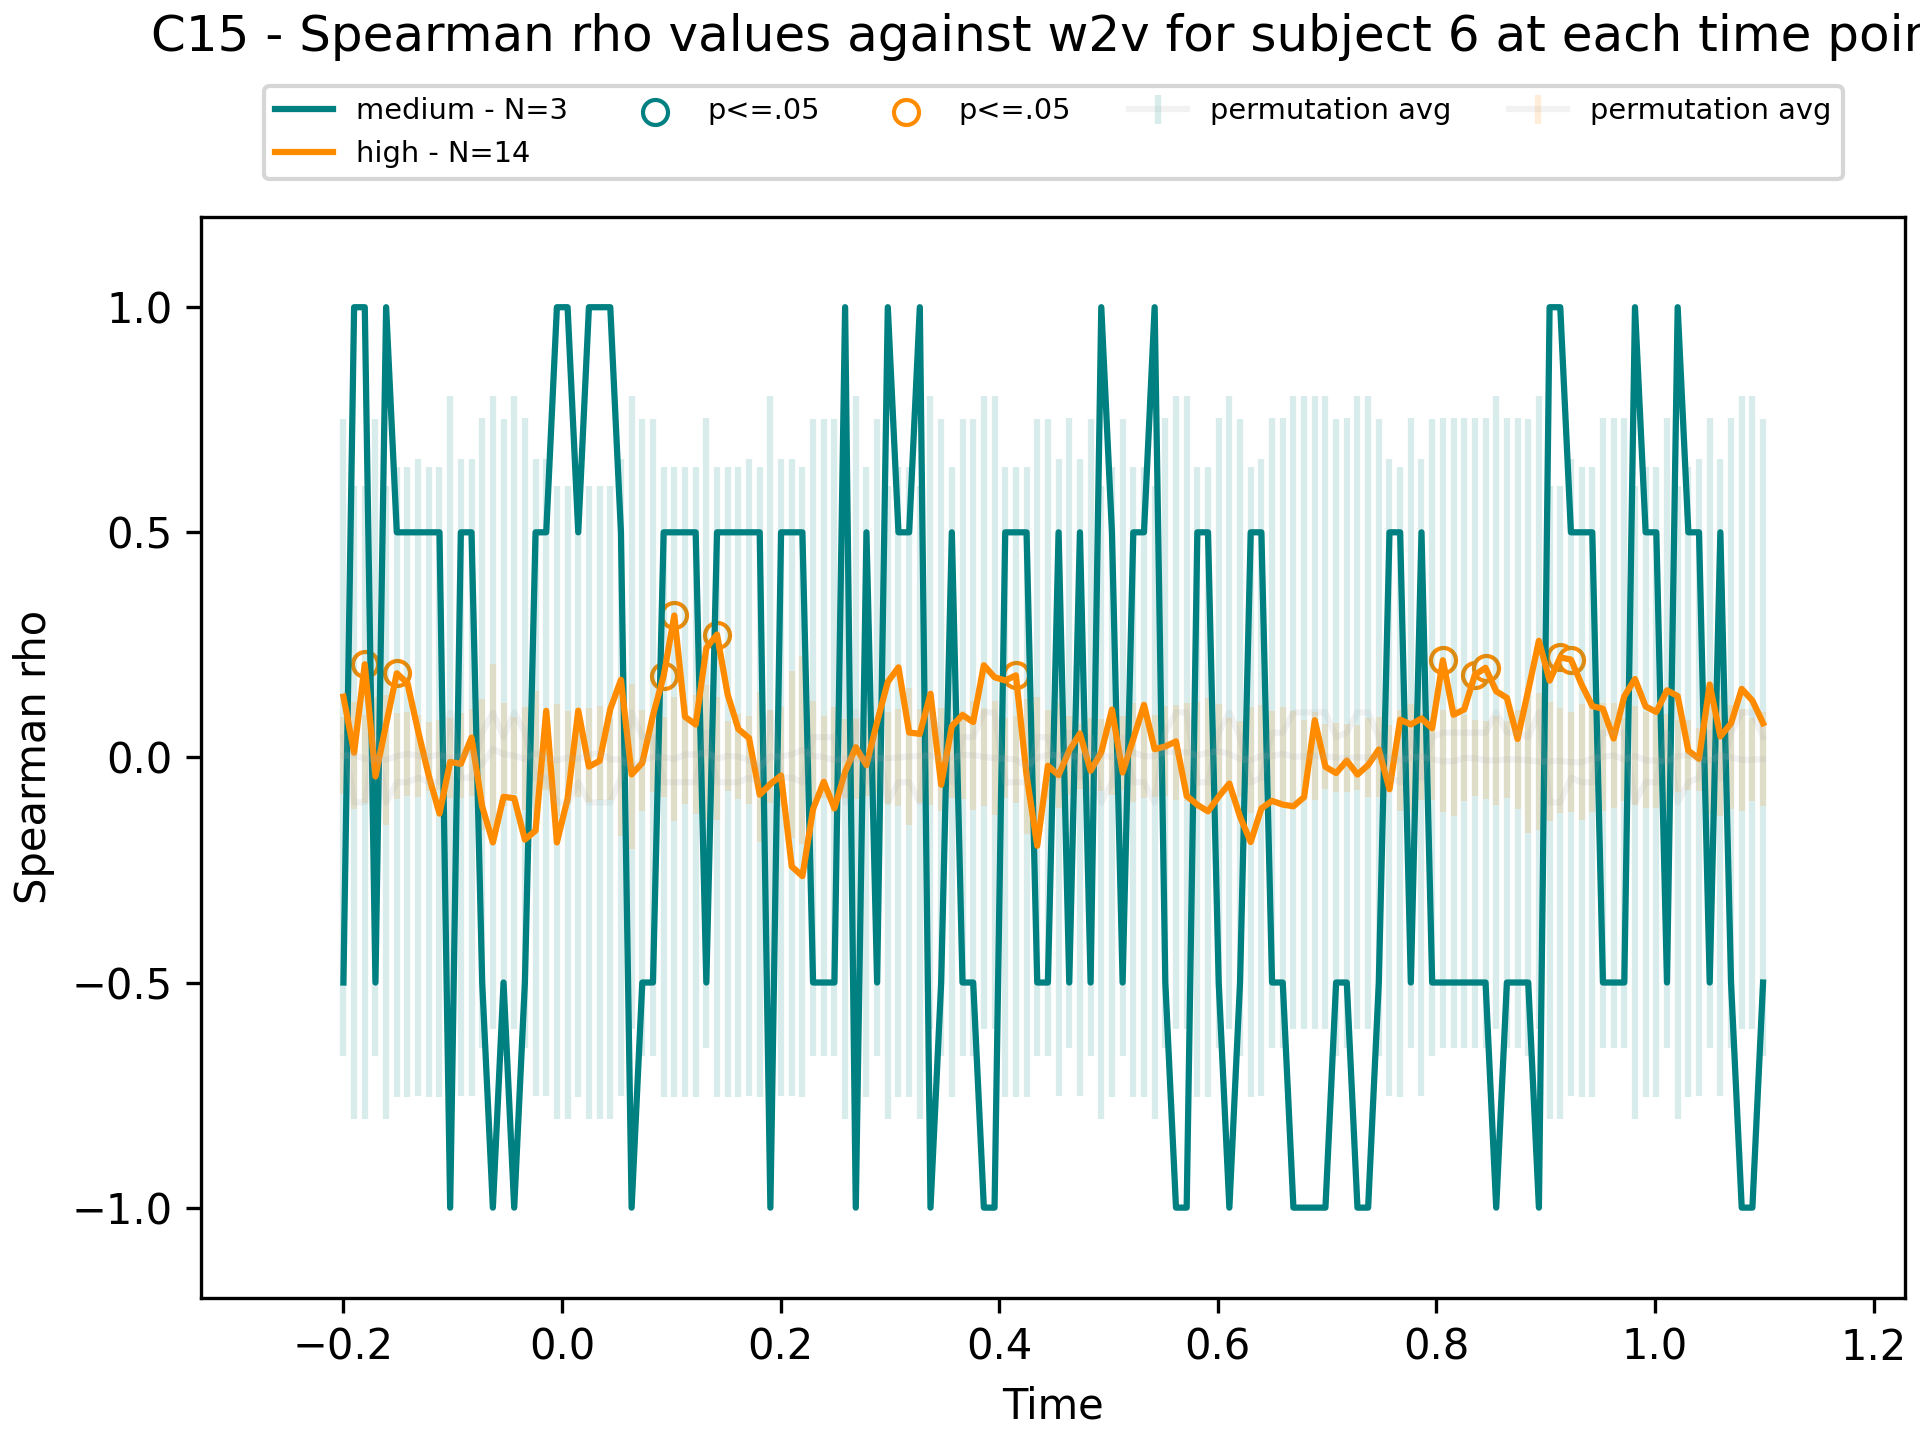 C15 - Spearman rho values against w2v for subject 6 at each time poin
medium - N=3
high - N=14
p<=.05
p<=.05
permutation avg
permutation avg
Spearman rho
1.0
0.5
0.0
−0.5
−1.0
−0.2 0.0 0.2 0.4 0.6 0.8 1.0 1.2
Time